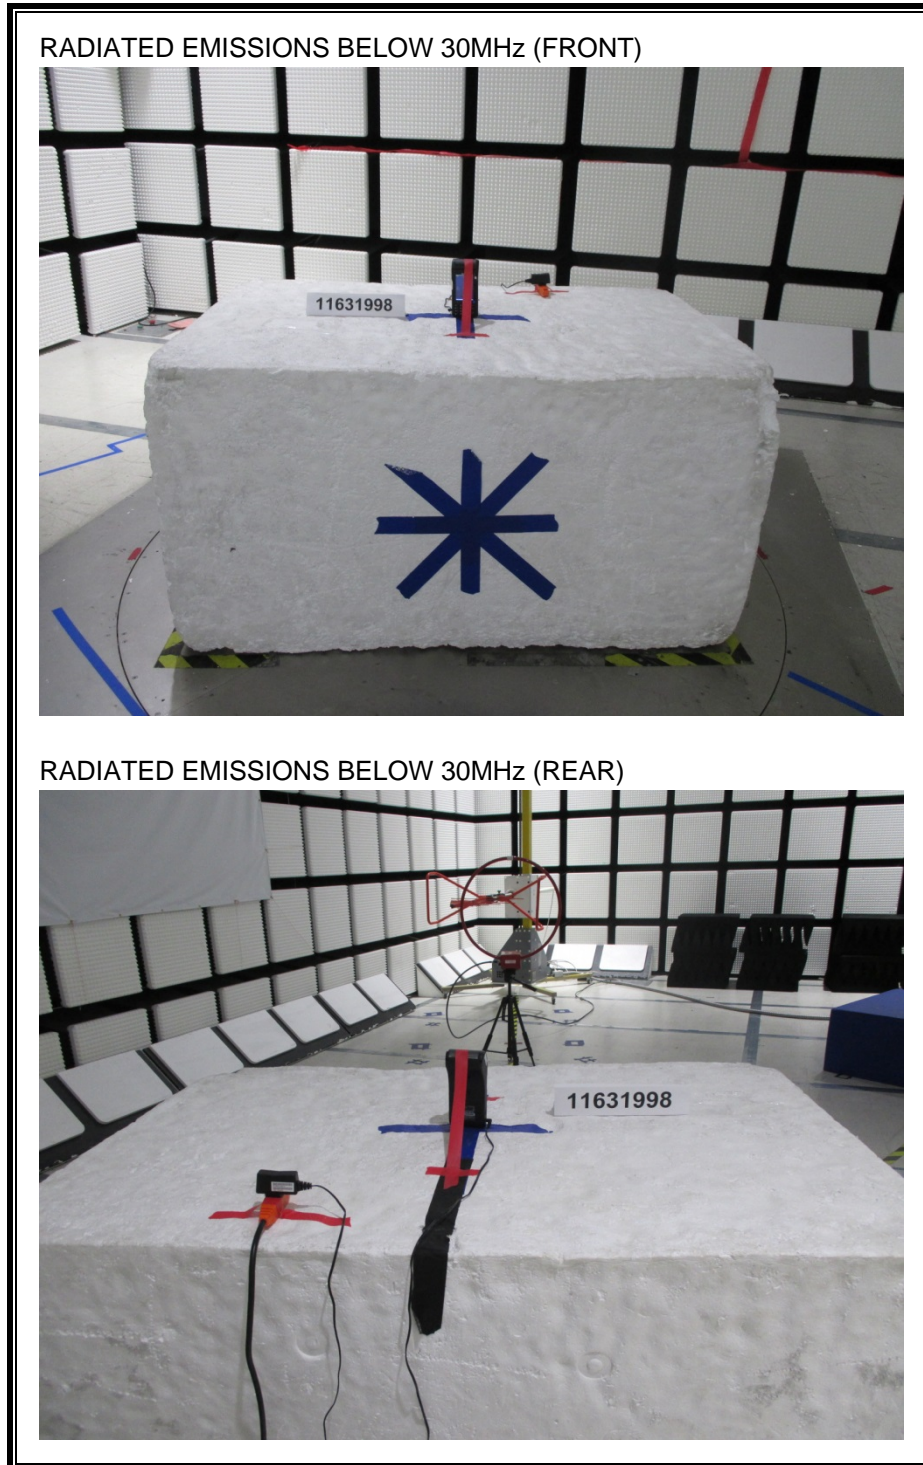 RADIATED EMISSIONS BELOW 30MHz (FRONT)
11631998
RADIATED EMISSIONS BELOW 30MHz (REAR)
11631998